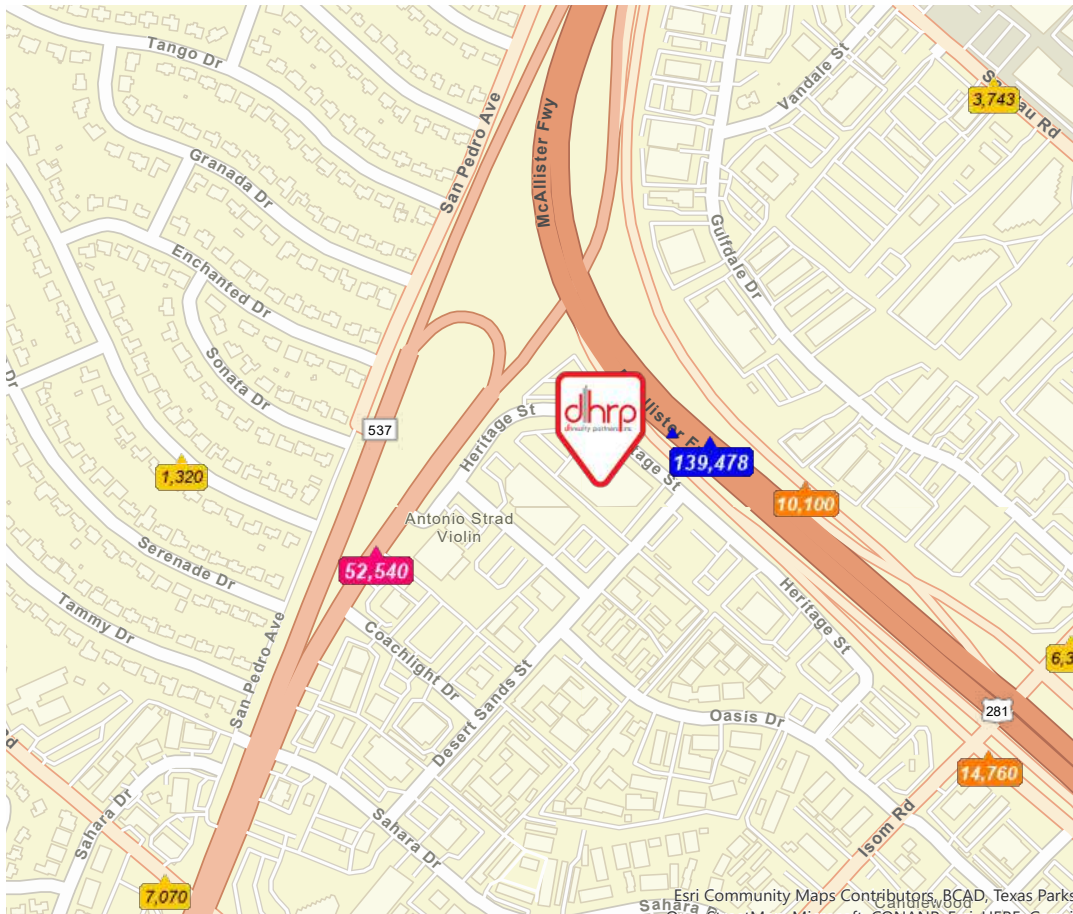 Tango Dr
San Pedro Ave
McAllister Fwy
Vandale St
3,743
Granada Dr
Gulfdale Dr
Enchanted Dr
Sonata Dr
Dr
537
Heritage St
dhrp
139,478
1,320
10,100
Antonio Strad
Violin
52,540
Serenade Dr
Tammy Dr
Heritage St
Coachlight Dr
San Pedro Ave
Desert Sands St
Oasis Dr
281
14,760
Sahara Dr
Sahara Dr
Isom Rd
7,070
Esri Community Maps Contributors, BCAD, Texas Parks
Candlewood